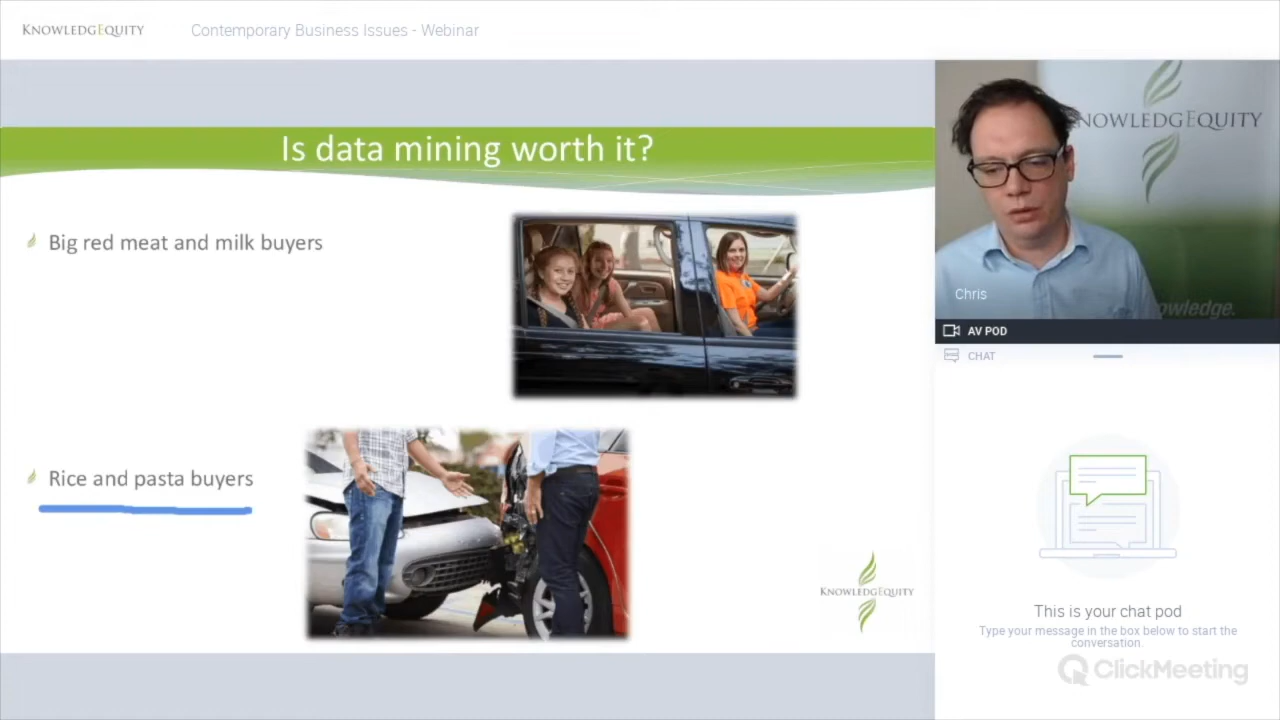 KNOWLEDGEQUITY
Contemporary Business Issues - Webinar
Is data mining worth it?
Big red meat and milk buyers
Rice and pasta buyers
KNOWLEDGEQUITY
NOWLEDGEQUITY
owledge.
Chris
AV POD
CHAT
This is your chat pod
Type your message in the box below to start the
conversation.
ClickMeeting